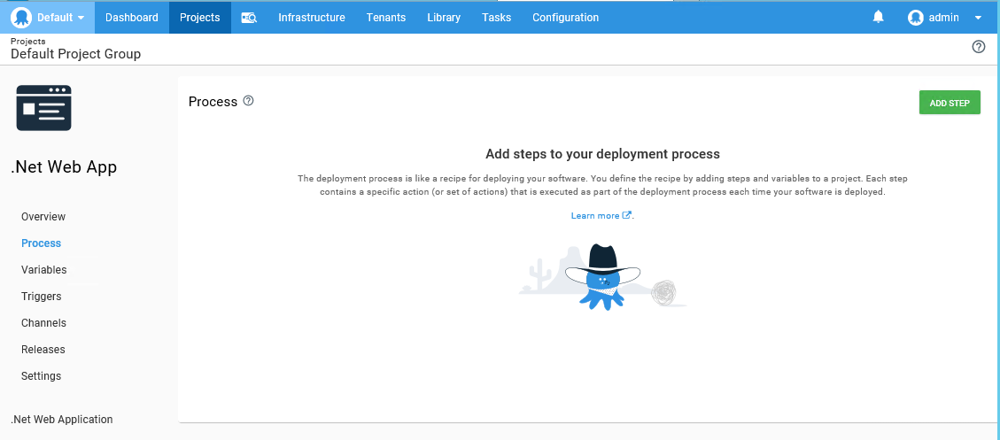 Default Dashboard Projects Infrastructure Tenants Library Tasks Configuration admin
Projects
Default Project Group
Process
ADD STEP
.Net Web App
Add steps to your deployment process
The deployment process is like a recipe for deploying your software. You define the recipe by adding steps and variables to a project. Each step
contains a specific action (or set of actions) that is executed as part of the deployment process each time your software is deployed.
Learn more .
Overview
Process
Variables
Triggers
Channels
Releases
Settings
.Net Web Application